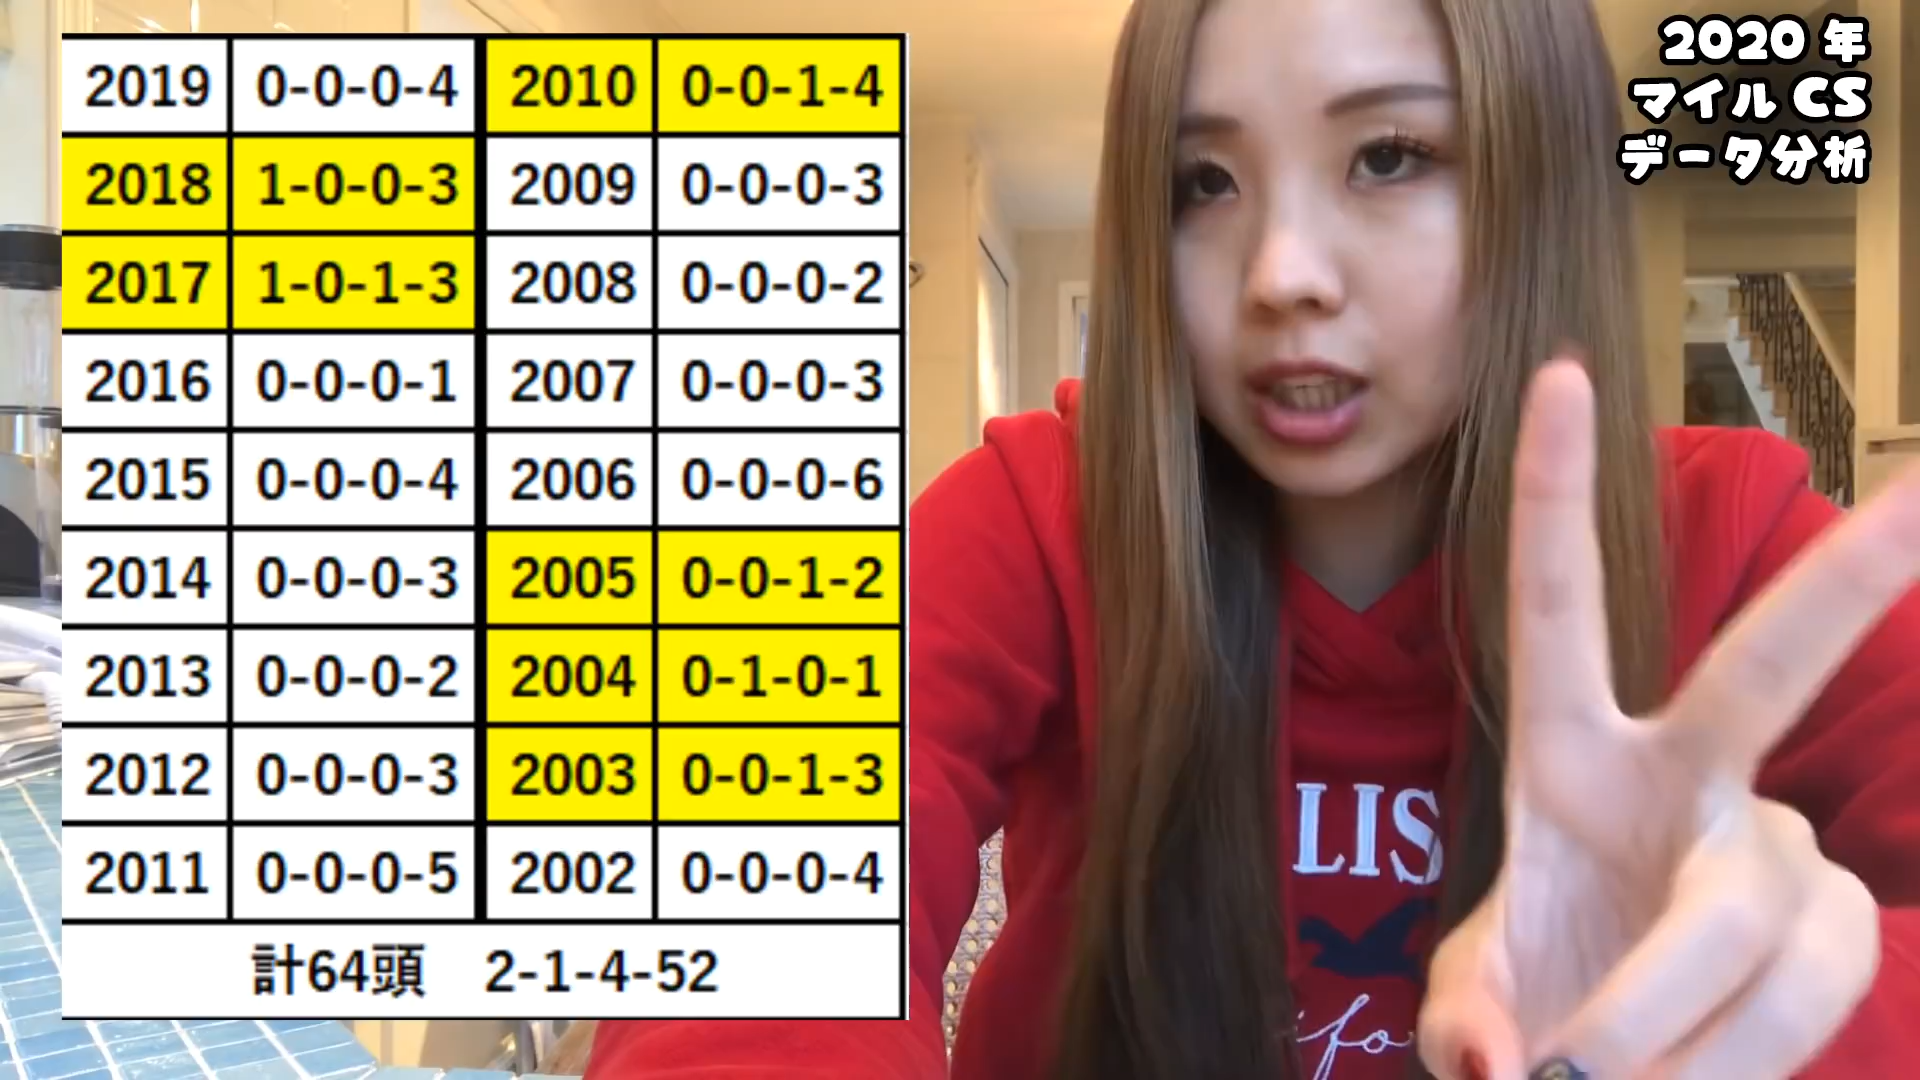 2019 0-0-0-4 2010 0-0-1-4
2018 1-0-0-3 2009 0-0-0-3
2017 1-0-1-3 2008 0-0-0-2
2016 0-0-0-1 2007 0-0-0-3
2015 0-0-0-4 2006 0-0-0-6
2014 0-0-0-3 2005 0-0-1-2
2013 0-0-0-2 2004 0-1-0-1
2012 0-0-0-3 2003 0-0-1-3
2011 0-0-0-5 2002 0-0-0-4
計64頭 2-1-4-52
2020年
マイルCS
データ分析
LIS
ifo